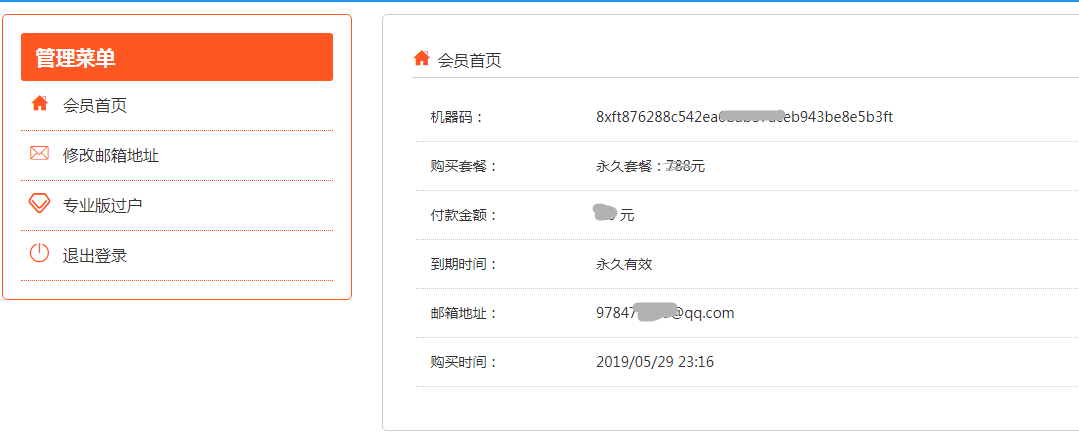 管理菜单
会员首页
修改邮箱地址
专业版过户
退出登录
会员首页
机器码： 8xft876288c542ea eb943be8e5b3ft
购买套餐： 永久套餐：788元
付款金额： 元
到期时间： 永久有效
邮箱地址： 97847 @qq.com
购买时间： 2019/05/29 23:16